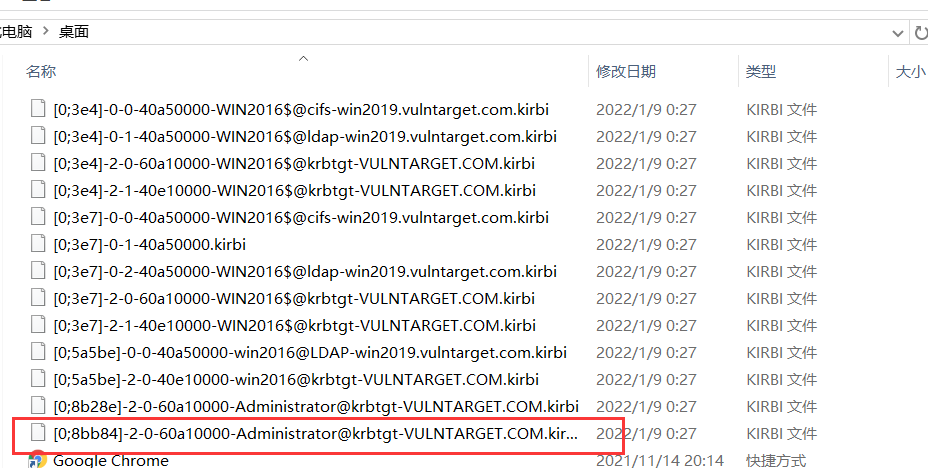 电脑 > 桌面
名称 修改日期 类型 大小
[0;3e4]-0-0-40a50000-WIN2016$@cifs-win2019.vulntarget.com.kirbi 2022/1/9 0:27 KIRBI 文件
[0;3e4]-0-1-40a50000-WIN2016$@ldap-win2019.vulntarget.com.kirbi 2022/1/9 0:27 KIRBI 文件
[0;3e4]-2-0-60a10000-WIN2016$@krbtgt-VULNTARGET.COM.kirbi 2022/1/9 0:27 KIRBI 文件
[0;3e4]-2-1-40e10000-WIN2016$@krbtgt-VULNTARGET.COM.kirbi 2022/1/9 0:27 KIRBI 文件
[0;3e7]-0-0-40a50000-WIN2016$@cifs-win2019.vulntarget.com.kirbi 2022/1/9 0:27 KIRBI 文件
[0;3e7]-0-1-40a50000.kirbi 2022/1/9 0:27 KIRBI 文件
[0;3e7]-0-2-40a50000-WIN2016$@ldap-win2019.vulntarget.com.kirbi 2022/1/9 0:27 KIRBI 文件
[0;3e7]-2-0-60a10000-WIN2016$@krbtgt-VULNTARGET.COM.kirbi 2022/1/9 0:27 KIRBI 文件
[0;3e7]-2-1-40e10000-WIN2016$@krbtgt-VULNTARGET.COM.kirbi 2022/1/9 0:27 KIRBI 文件
[0;5a5be]-0-0-40a50000-win2016@LDAP-win2019.vulntarget.com.kirbi 2022/1/9 0:27 KIRBI 文件
[0;5a5be]-2-0-40e10000-win2016@krbtgt-VULNTARGET.COM.kirbi 2022/1/9 0:27 KIRBI 文件
[0;8b28e]-2-0-60a10000-Administrator@krbtgt-VULNTARGET.COM.kirbi 2022/1/9 0:27 KIRBI 文件
[0;8bb84]-2-0-60a10000-Administrator@krbtgt-VULNTARGET.COM.kir... 2022/1/9 0:27 KIRBI 文件
Google Chrome 2021/11/14 20:14 快捷方式